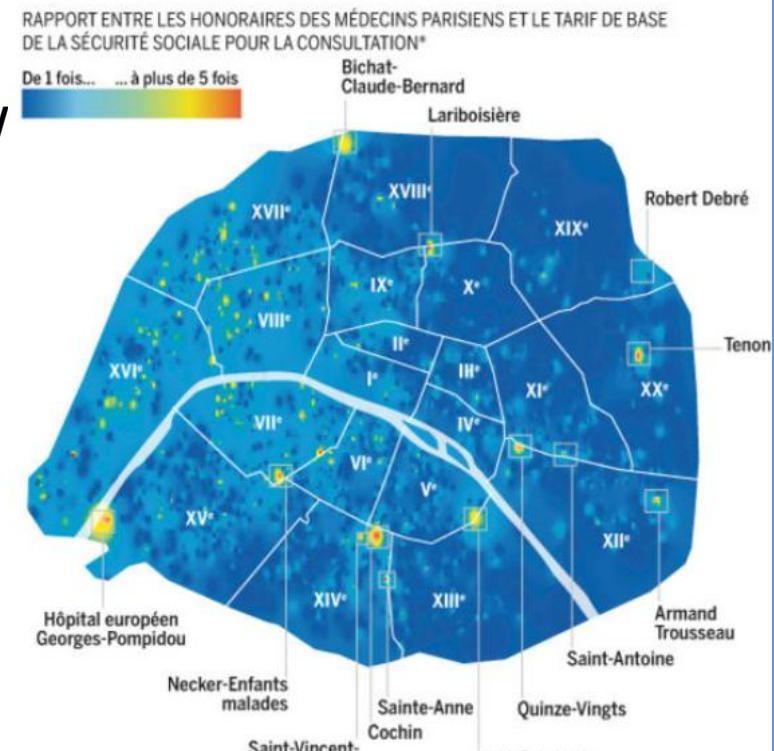 RAPPORT ENTRE LES HONORAIRES DES MÉDECINS PARISIENS ET LE TARIF DE BASE
DE LA SÉCURITÉ SOCIALE POUR LA CONSULTATION*
De 1 fois... ... à plus de 5 fois
Bichat-
Claude-Bernard
Lariboisière
XVIIIᵉ
XVIIᵉ
Robert Debré
XIXᵉ
IXᵉ
Xᵉ
VIIIᵉ
IIᵉ
Tenon
XVIᵉ
Iᵉ
IIIᵉ
XIᵉ
XXᵉ
VIIᵉ
IVᵉ
VIᵉ
Vᵉ
XVᵉ
XIIᵉ
XIVᵉ
XIIIᵉ
Hôpital européen
Georges-Pompidou
Armand
Trousseau
Saint-Antoine
Necker-Enfants
malades
Sainte-Anne
Quinze-Vingts
Cochin
Saint-Vincent-